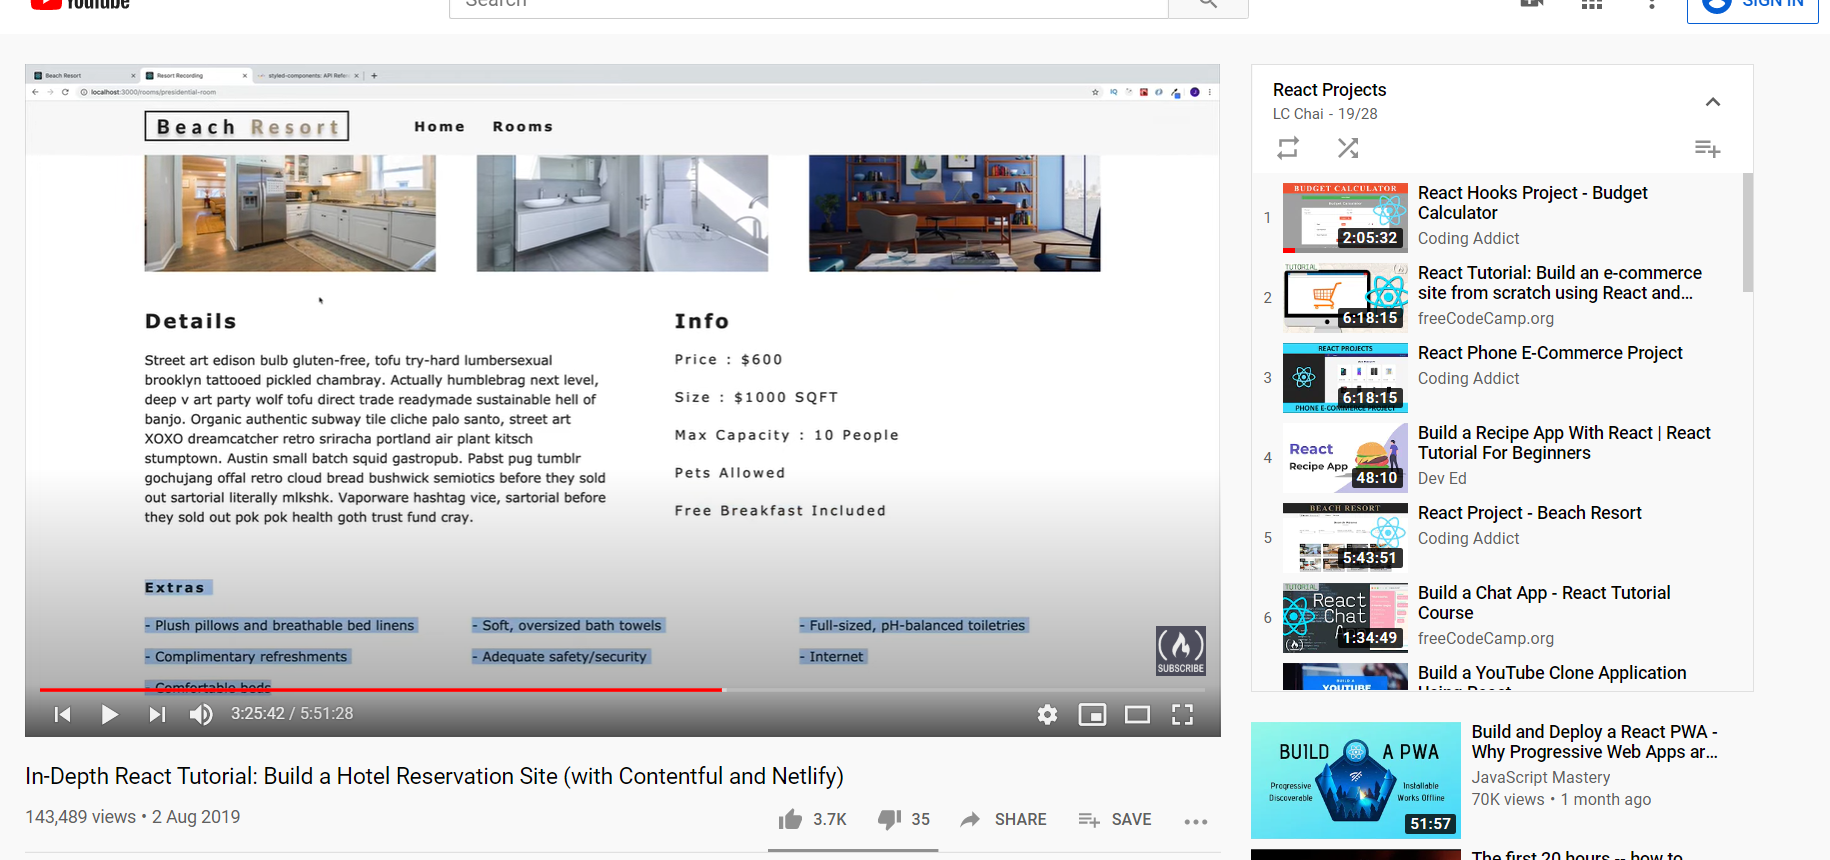 YouTube
Search
SIGN IN
Beach Resort
Resort Recording
styled-components: API Refe
localhost:3000/rooms/presidential-room
Beach Resort
Home
Rooms
Details
Street art edison bulb gluten-free, tofu try-hard lumbersexual
brooklyn tattooed pickled chambray. Actually humblebrag next level,
deep v art party wolf tofu direct trade readymade sustainable hell of
banjo. Organic authentic subway tile cliche palo santo, street art
XOXO dreamcatcher retro sriracha portland air plant kitsch
stumptown. Austin small batch squid gastropub. Pabst pug tumblr
gochujang offal retro cloud bread bushwick semiotics before they sold
out sartorial literally mlkshk. Vaporware hashtag vice, sartorial before
they sold out pok pok health goth trust fund cray.
Info
Price : $600
Size : $1000 SQFT
Max Capacity : 10 People
Pets Allowed
Free Breakfast Included
Extras
- Plush pillows and breathable bed linens
- Soft, oversized bath towels
- Full-sized, pH-balanced toiletries
- Complimentary refreshments
- Adequate safety/security
- Internet
- Comfortable beds
SUBSCRIBE
3:25:42 / 5:51:28
In-Depth React Tutorial: Build a Hotel Reservation Site (with Contentful and Netlify)
143,489 views • 2 Aug 2019
3.7K
35
SHARE
SAVE
React Projects
LC Chai - 19/28
1
BUDGET CALCULATOR
2:05:32
React Hooks Project - Budget
Calculator
Coding Addict
2
TUTORIAL
6:18:15
React Tutorial: Build an e-commerce
site from scratch using React and...
freeCodeCamp.org
3
REACT PROJECTS
6:18:15
PHONE E-COMMERCE PROJECT
React Phone E-Commerce Project
Coding Addict
4
React
Recipe App
48:10
Build a Recipe App With React | React
Tutorial For Beginners
Dev Ed
5
BEACH RESORT
5:43:51
React Project - Beach Resort
Coding Addict
6
TUTORIAL
React
Chat
1:34:49
Build a Chat App - React Tutorial
Course
freeCodeCamp.org
BUILD A
YOUTUBE
Build a YouTube Clone Application
Using React
BUILD A PWA
Progressive
Discoverable
Installable
Works Offline
51:57
Build and Deploy a React PWA -
Why Progressive Web Apps ar...
JavaScript Mastery
70K views • 1 month ago
The first 20 hours -- how to